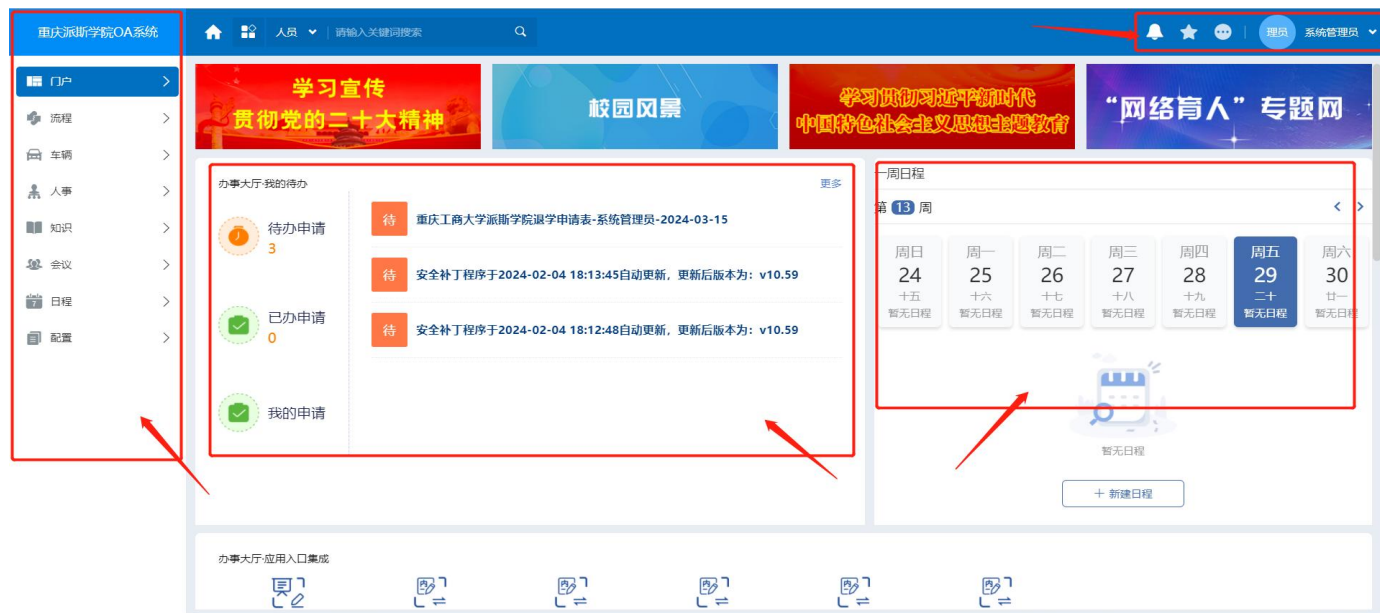 重庆派斯学院OA系统
人员
请输入关键词搜索
理员
系统管理员
门户
流程
车辆
人事
知识
会议
7
日程
配置
学习宣传
贯彻党的二十大精神
校园风景
学习贯彻习近平新时代
中国特色社会主义思想主题教育
“网络育人”专题网
办事大厅-我的待办
更多
待办申请
3
已办申请
0
我的申请
待 重庆工商大学派斯学院退学申请表-系统管理员-2024-03-15
待 安全补丁程序于2024-02-04 18:13:45自动更新，更新后版本为：v10.59
待 安全补丁程序于2024-02-04 18:12:48自动更新，更新后版本为：v10.59
一周日程
第 13 周
周日 周一 周二 周三 周四 周五 周六
24 25 26 27 28 29 30
十五 十六 十七 十八 十九 二十 廿一
暂无日程 暂无日程 暂无日程 暂无日程 暂无日程 暂无日程 暂无日程
暂无日程
+ 新建日程
办事大厅-应用入口集成